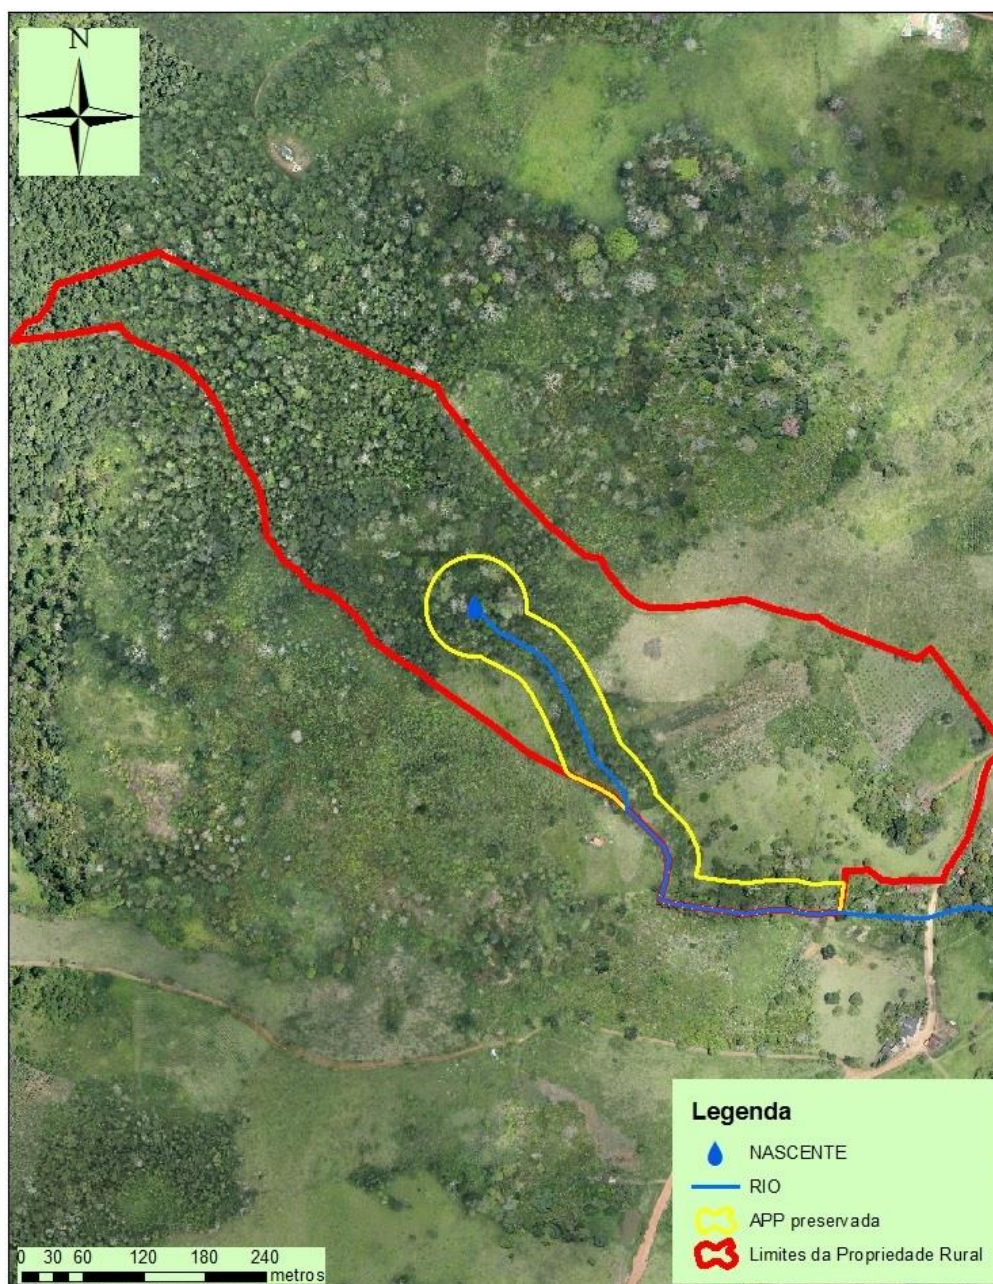 N
Legenda
NASCENTE
RIO
APP preservada
Limites da Propriedade Rural
0 30 60 120 180 240
metros